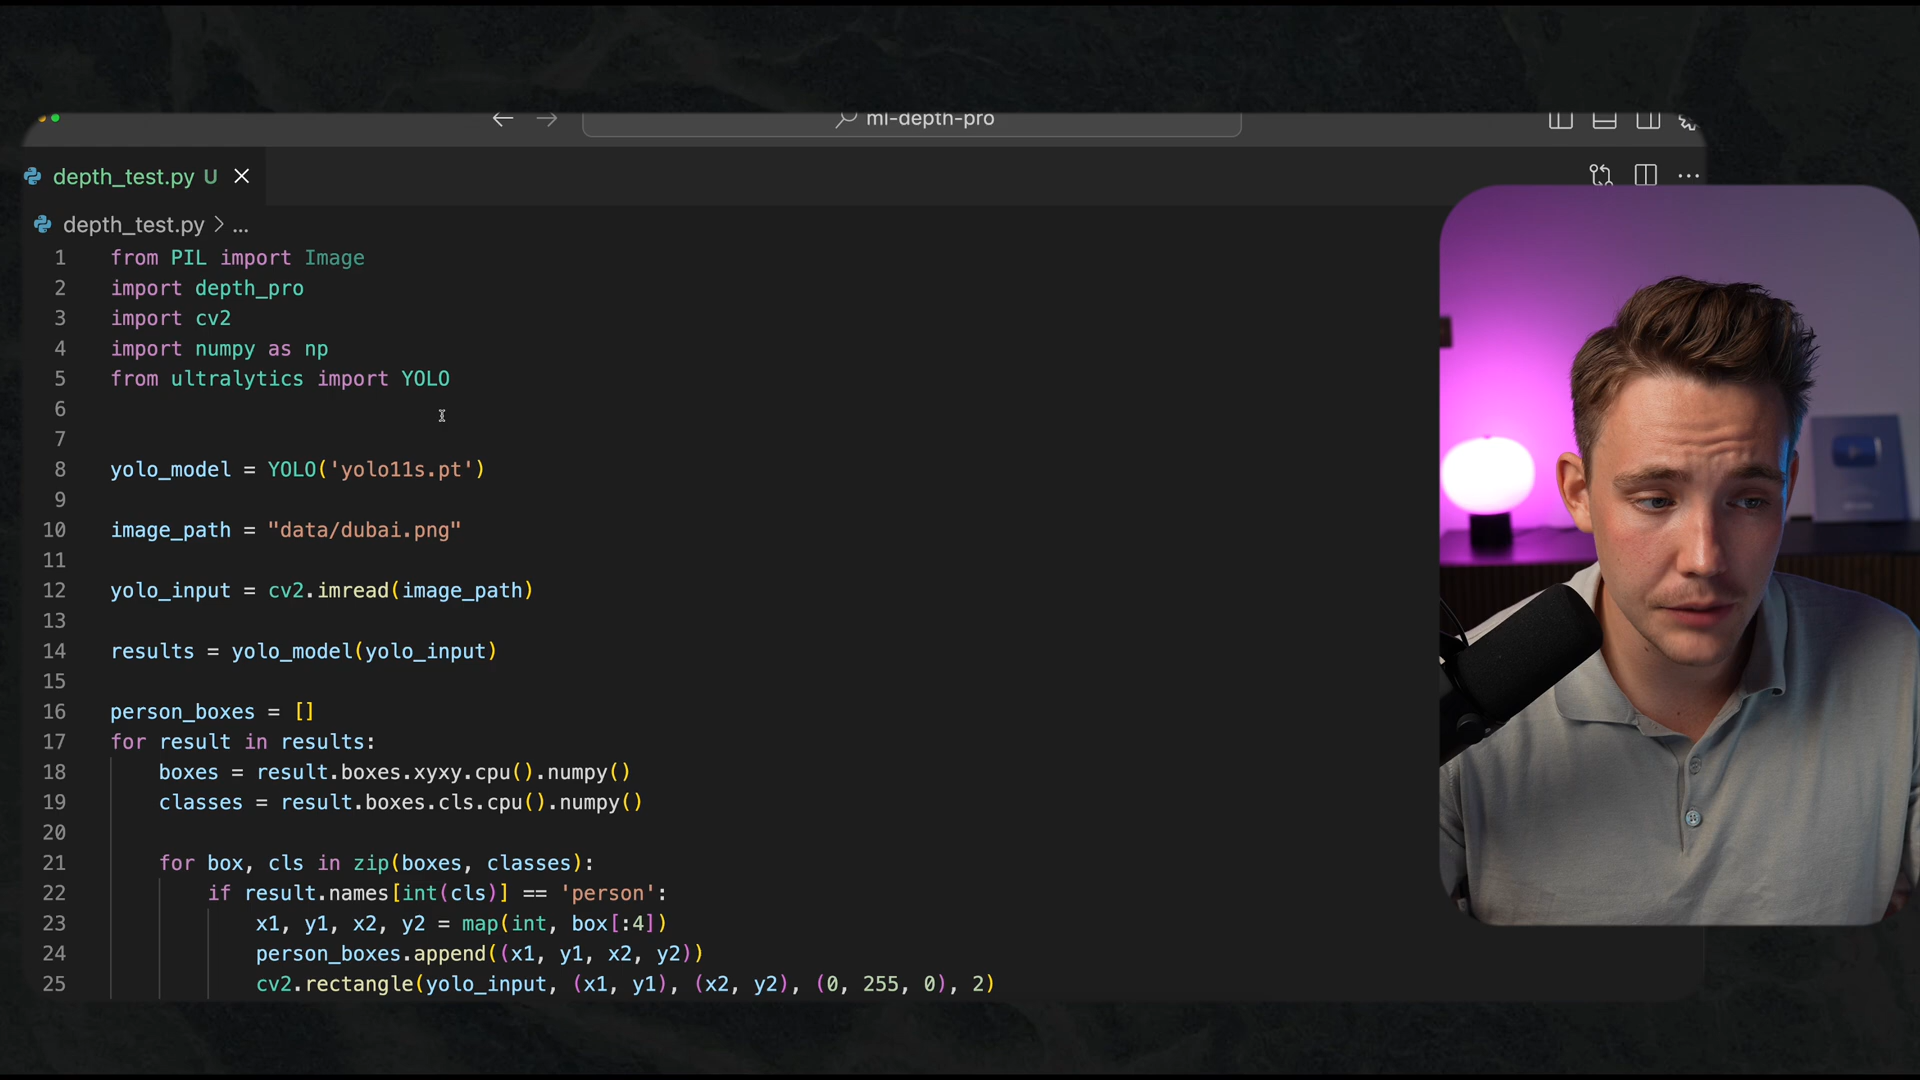 ml-depth-pro
depth_test.py U
depth_test.py > ...
1 from PIL import Image
2 import depth_pro
3 import cv2
4 import numpy as np
5 from ultralytics import YOLO
6
7
8 yolo_model = YOLO('yolo11s.pt')
9
10 image_path = "data/dubai.png"
11
12 yolo_input = cv2.imread(image_path)
13
14 results = yolo_model(yolo_input)
15
16 person_boxes = []
17 for result in results:
18     boxes = result.boxes.xyxy.cpu().numpy()
19     classes = result.boxes.cls.cpu().numpy()
20
21     for box, cls in zip(boxes, classes):
22         if result.names[int(cls)] == 'person':
23             x1, y1, x2, y2 = map(int, box[:4])
24             person_boxes.append((x1, y1, x2, y2))
25             cv2.rectangle(yolo_input, (x1, y1), (x2, y2), (0, 255, 0), 2)